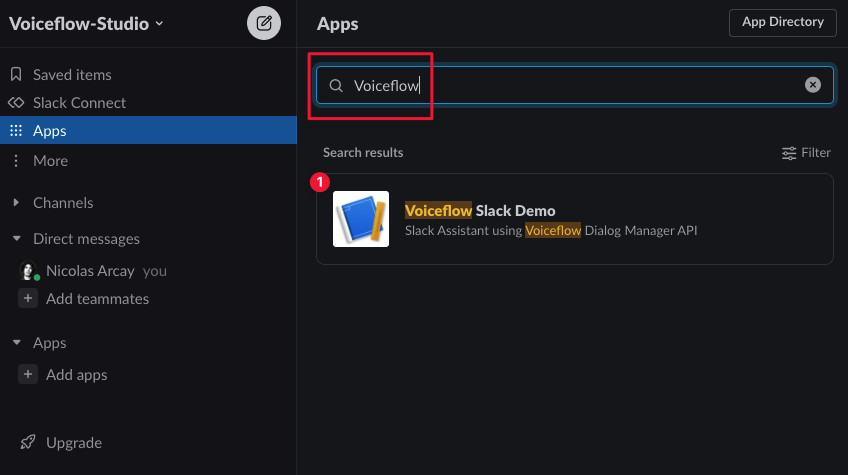 Voiceflow-Studio
Saved items
Slack Connect
Apps
More
Channels
Direct messages
Nicolas Arcay you
Add teammates
Apps
Add apps
Upgrade
Apps
App Directory
Voiceflow
Search results
Filter
1
Voiceflow Slack Demo
Slack Assistant using Voiceflow Dialog Manager API